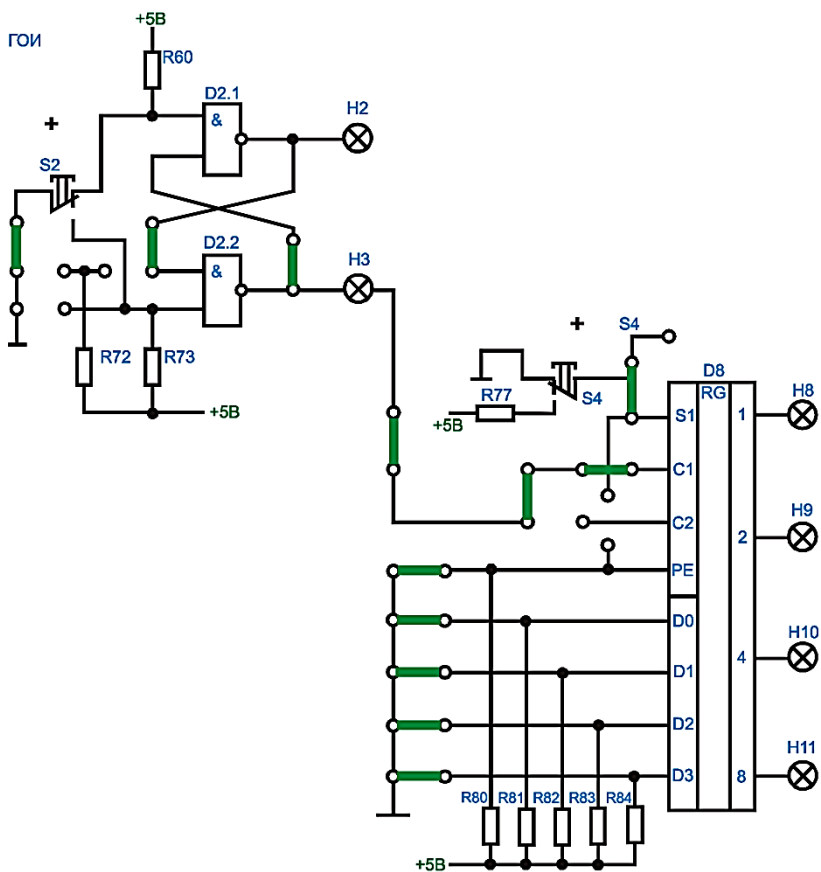 +5В
ГОИ
R60
D2.1
&
H2
+
S2
D2.2
&
H3
R72
R73
+5В
+
S4
D8
R77
S4
+5В
RG
S1
1
H8
C1
C2
2
H9
PE
D0
D1
4
H10
D2
D3
8
H11
R80
R81
R82
R83
R84
+5В